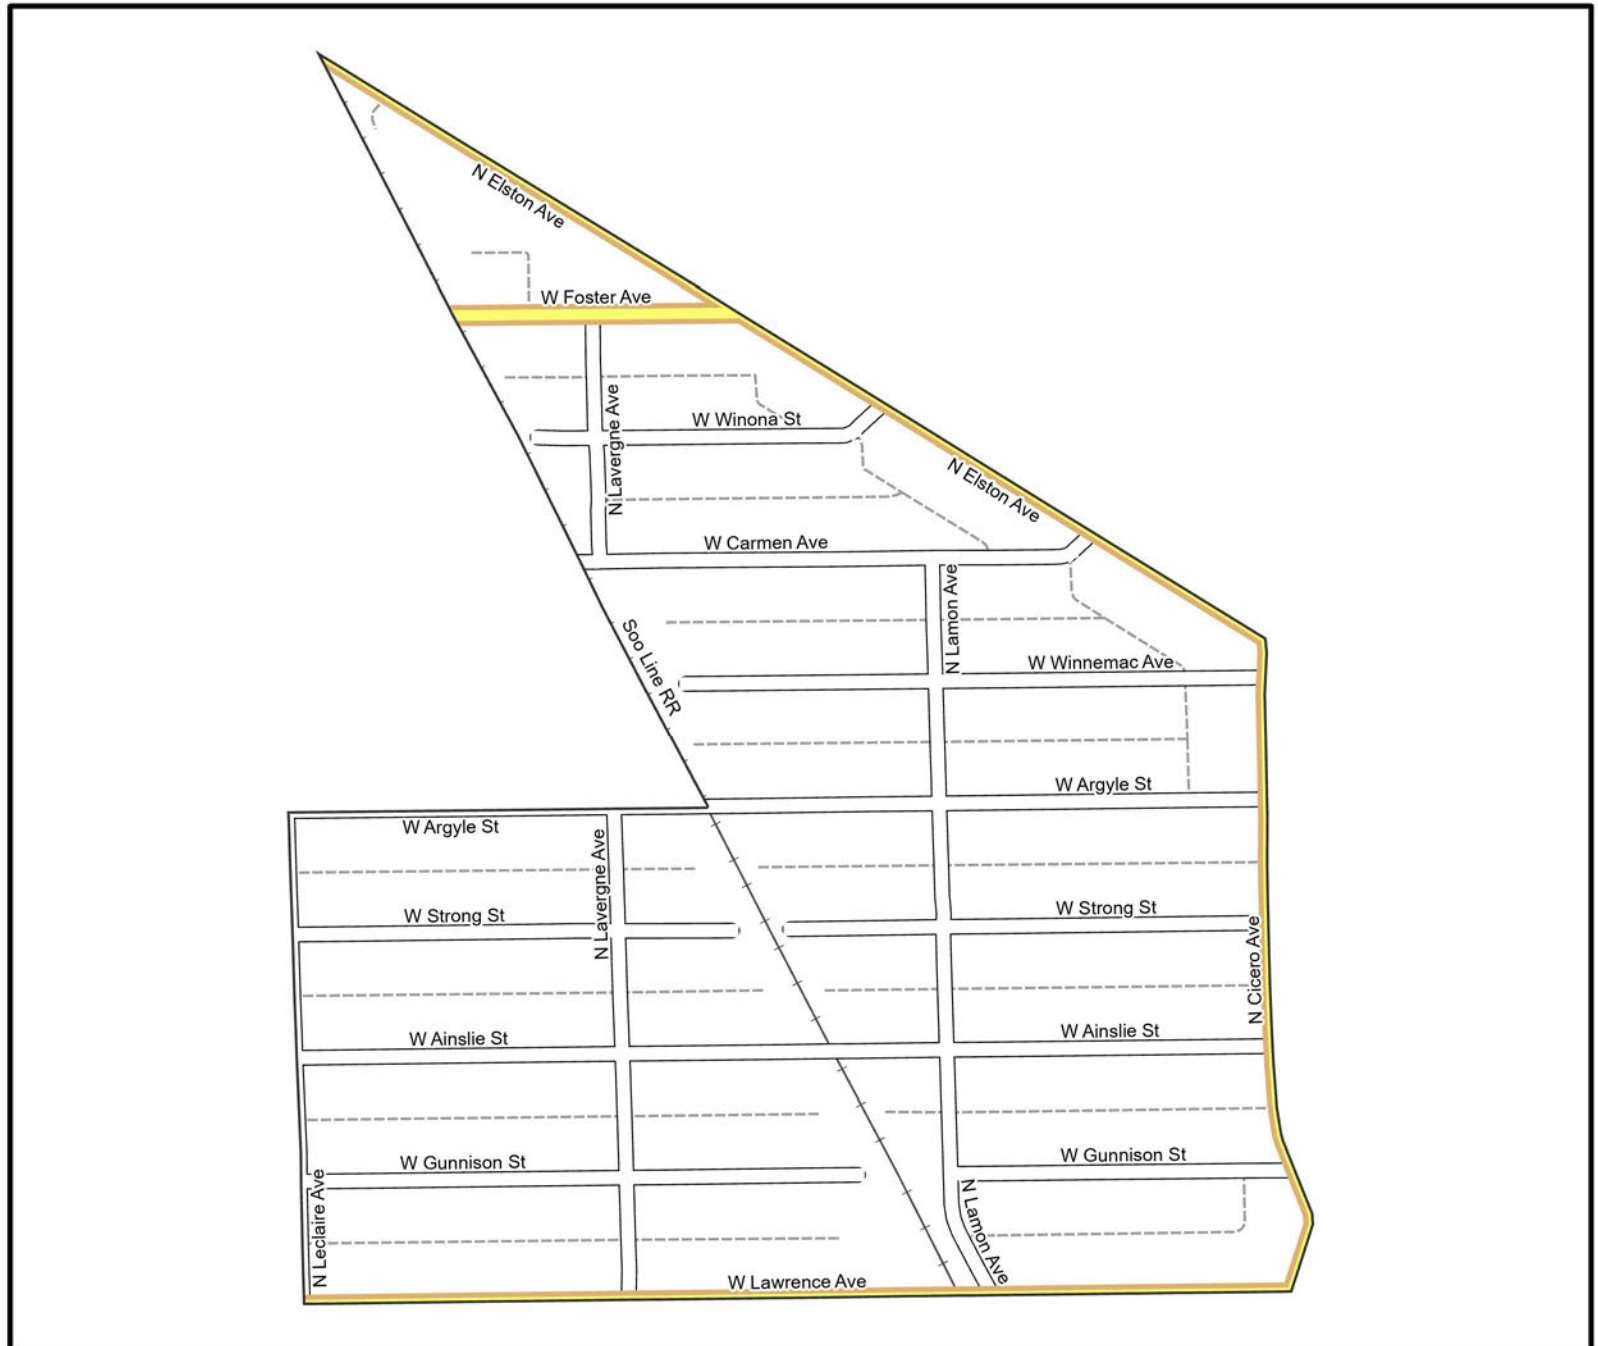 N Elston Ave
W Foster Ave
N Lavergne Ave
W Winona St
N Elston Ave
W Carmen Ave
N Lamon Ave
Soo Line RR
W Winnemac Ave
W Argyle St
W Argyle St
N Lavergne Ave
W Strong St
W Strong St
N Cicero Ave
W Ainslie St
W Ainslie St
W Gunnison St
W Gunnison St
N Leclaire Ave
N Lamon Ave
W Lawrence Ave